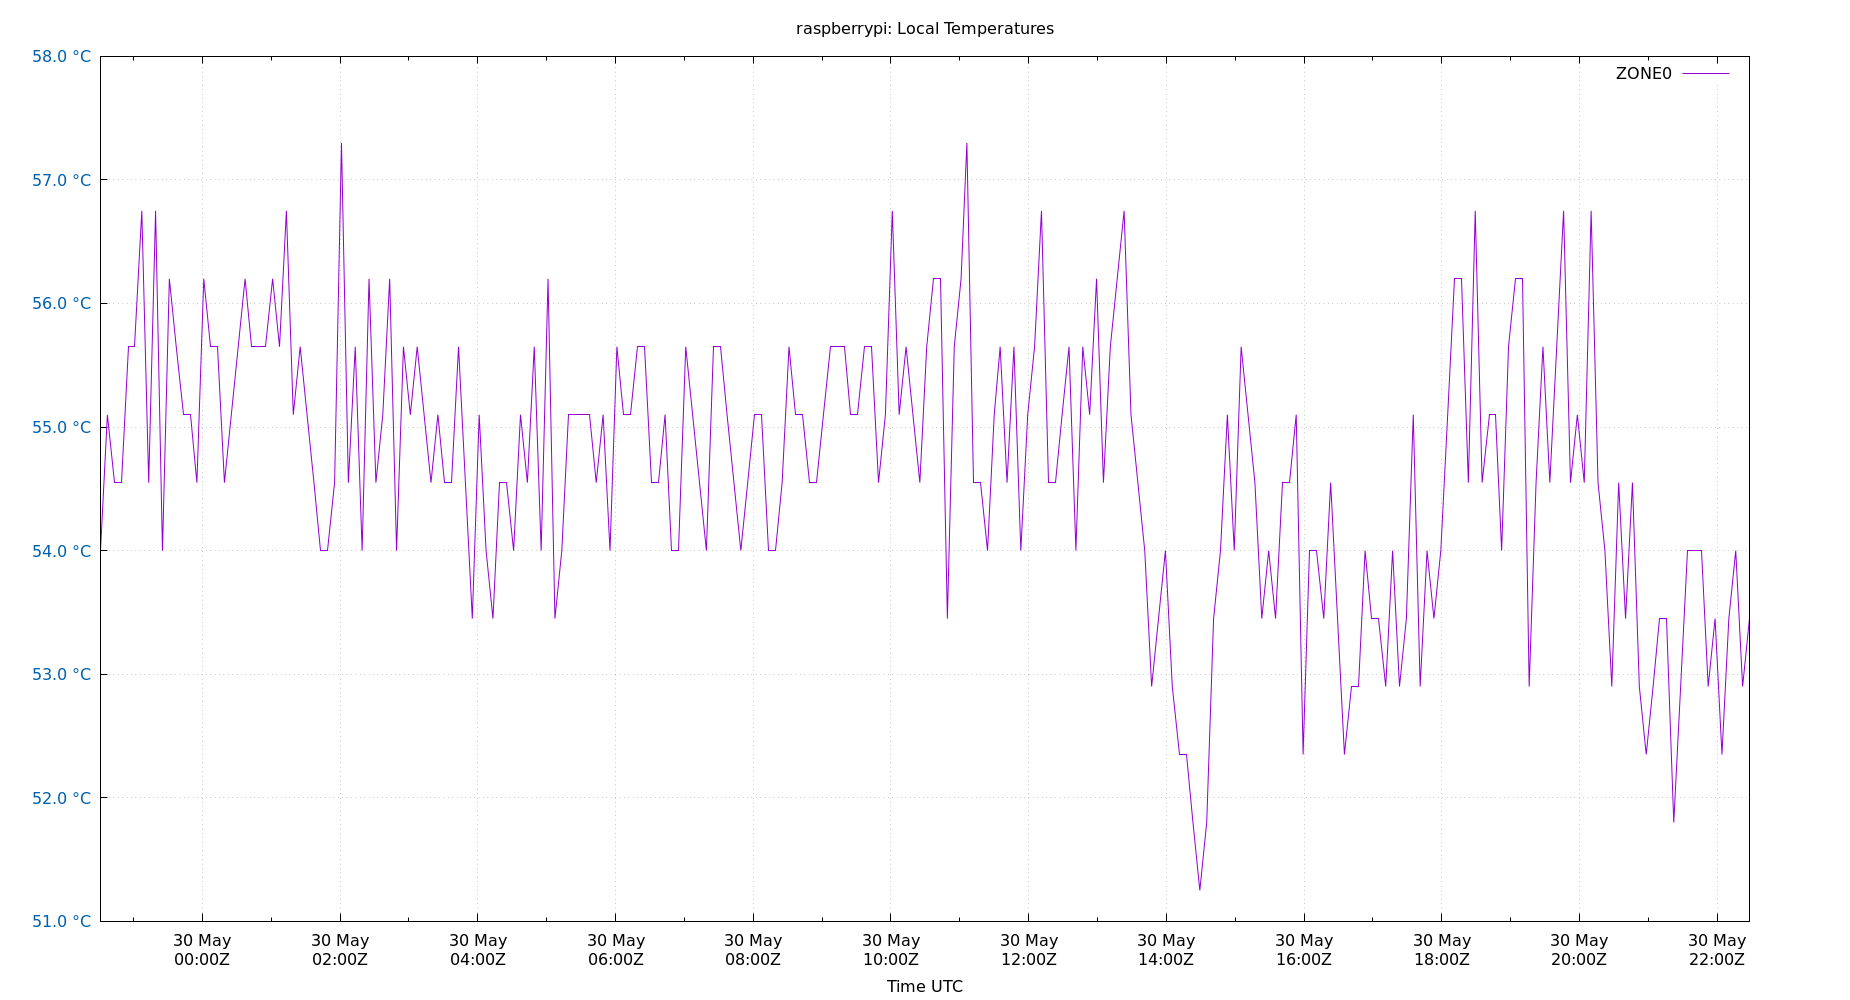 raspberrypi: Local Temperatures
58.0 °C
ZONE0
57.0 °C
56.0 °C
55.0 °C
54.0 °C
53.0 °C
52.0 °C
51.0 °C
30 May 30 May 30 May 30 May 30 May 30 May 30 May 30 May 30 May 30 May 30 May 30 May
00:00Z 02:00Z 04:00Z 06:00Z 08:00Z 10:00Z 12:00Z 14:00Z 16:00Z 18:00Z 20:00Z 22:00Z
Time UTC